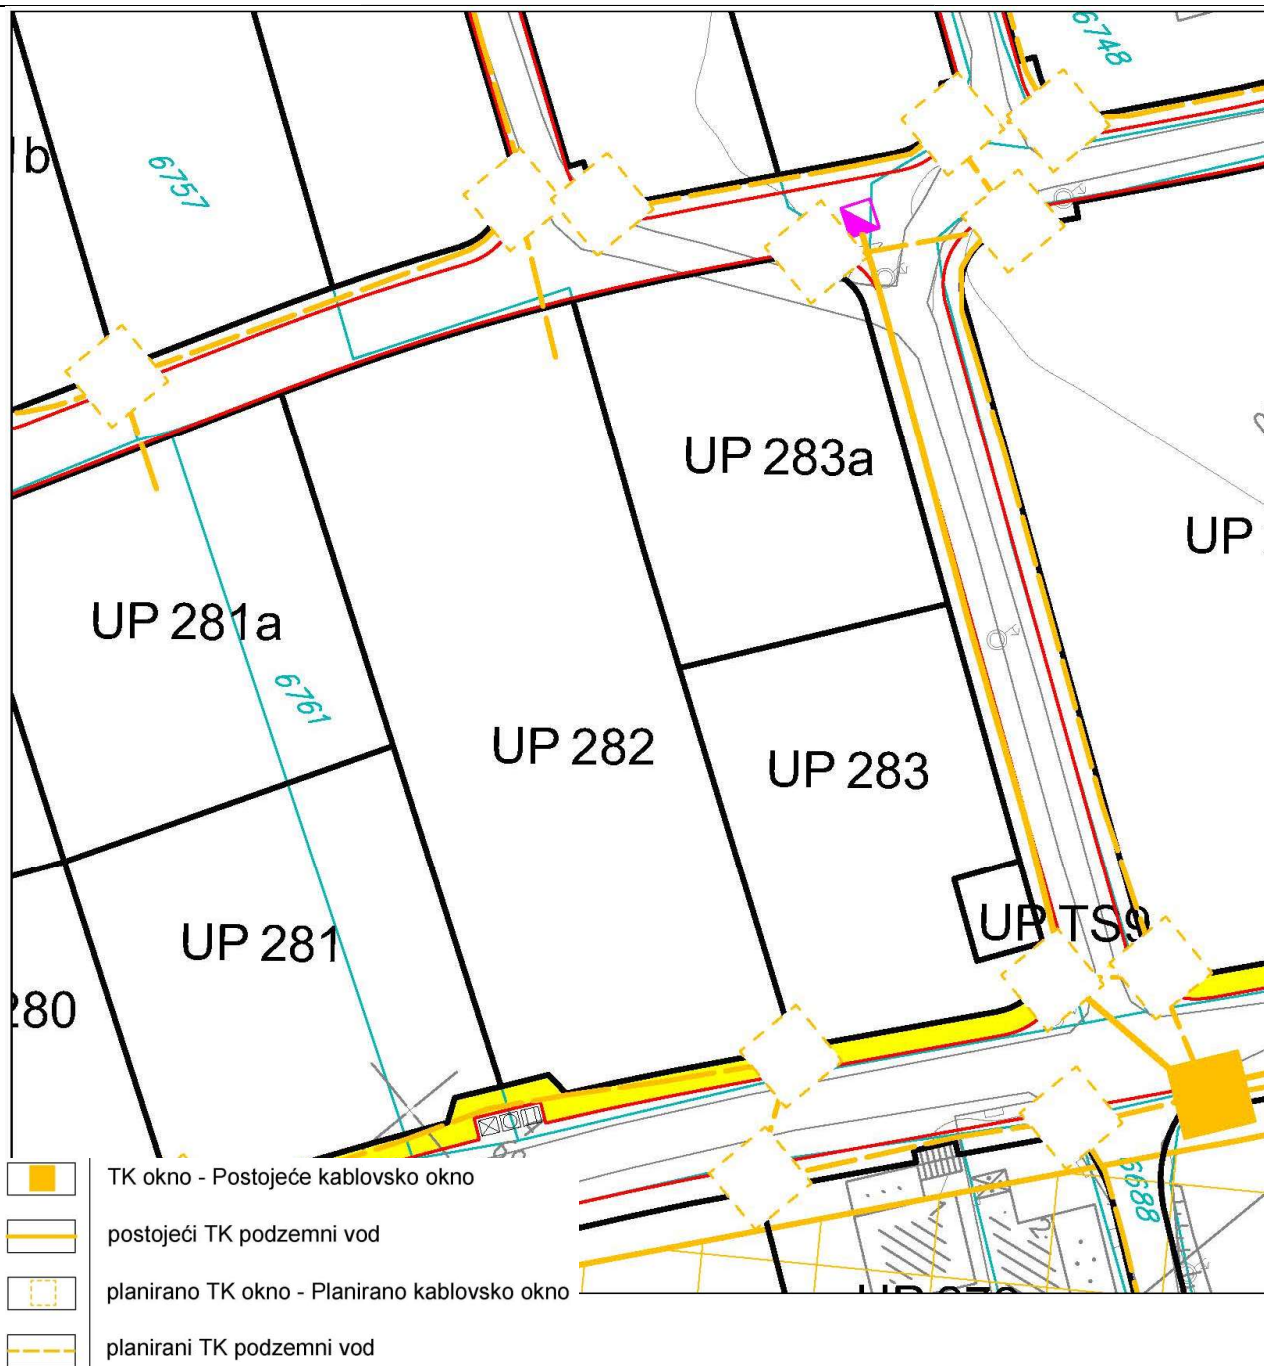 6748
1b
6757
UP 283a
UP
UP 281a
6761
UP 282
UP 283
UP TS9
UP 281
280
6688
TK okno - Postojeće kablovsko okno
postojeći TK podzemni vod
planirano TK okno - Planirano kablovsko okno
planirani TK podzemni vod